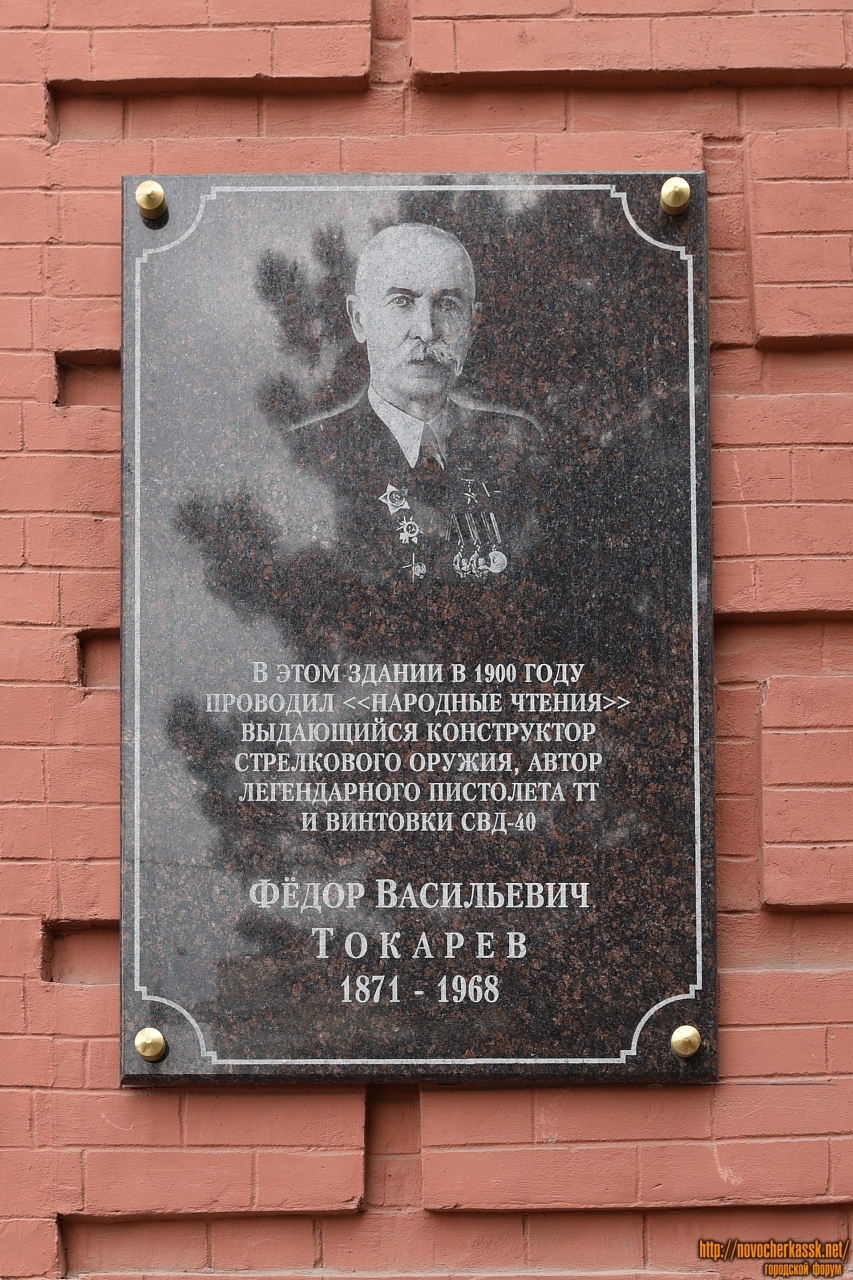 В ЭТОМ ЗДАНИИ В 1900 ГОДУ
ПРОВОДИЛ <<НАРОДНЫЕ ЧТЕНИЯ>>
ВЫДАЮЩИЙСЯ КОНСТРУКТОР
СТРЕЛКОВОГО ОРУЖИЯ, АВТОР
ЛЕГЕНДАРНОГО ПИСТОЛЕТА ТТ
И ВИНТОВКИ СВД-40
ФЁДОР ВАСИЛЬЕВИЧ
ТОКАРЕВ
1871 - 1968
http://novocherkassk.net/
городской форум